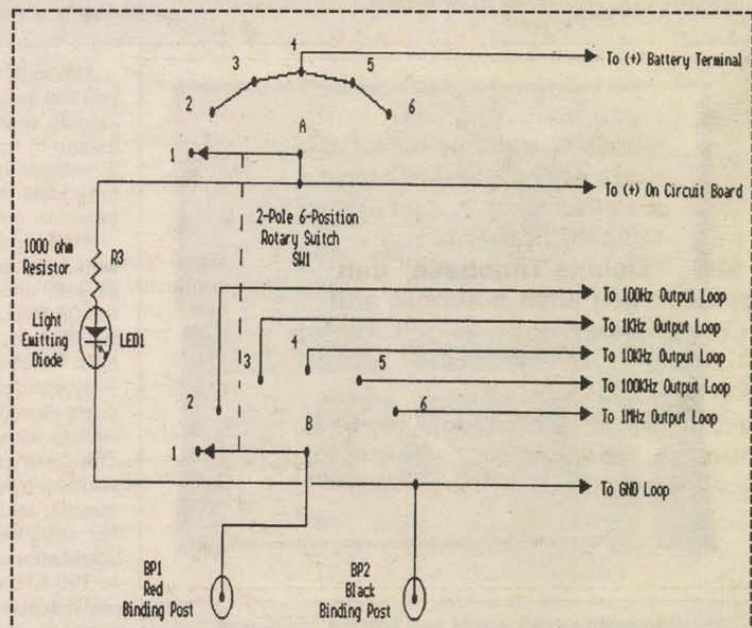 4
3
5
To (+) Battery Terminal
2
6
A
1
To (+) On Circuit Board
2-Pole 6-Position
Rotary Switch
SW1
1000 ohm
Resistor
R3
To 100Hz Output Loop
To 1KHz Output Loop
Light
Emitting
Diode
LED1
4
To 10KHz Output Loop
3
5
To 100KHz Output Loop
2
6
To 1MHz Output Loop
B
1
To GND Loop
BP1
Red
Binding Post
BP2
Black
Binding Post